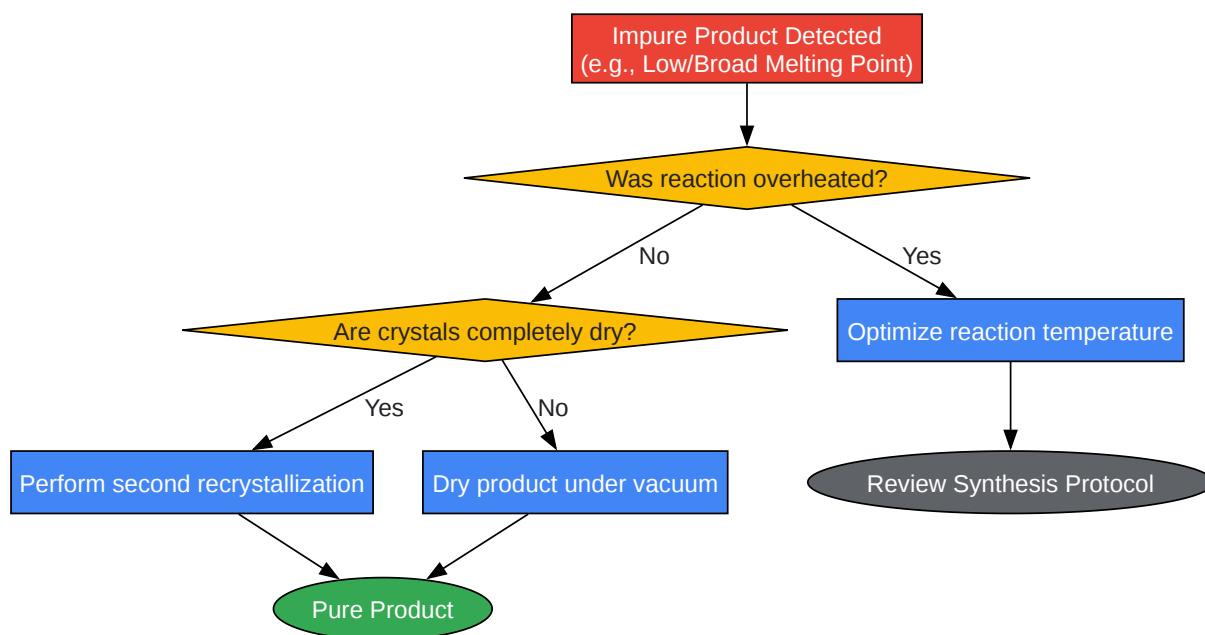 Impure Product Detected
(e.g., Low/Broad Melting Point)
Was reaction overheated?
No
Yes
Are crystals completely dry?
Optimize reaction temperature
Yes
No
Perform second recrystallization
Dry product under vacuum
Review Synthesis Protocol
Pure Product